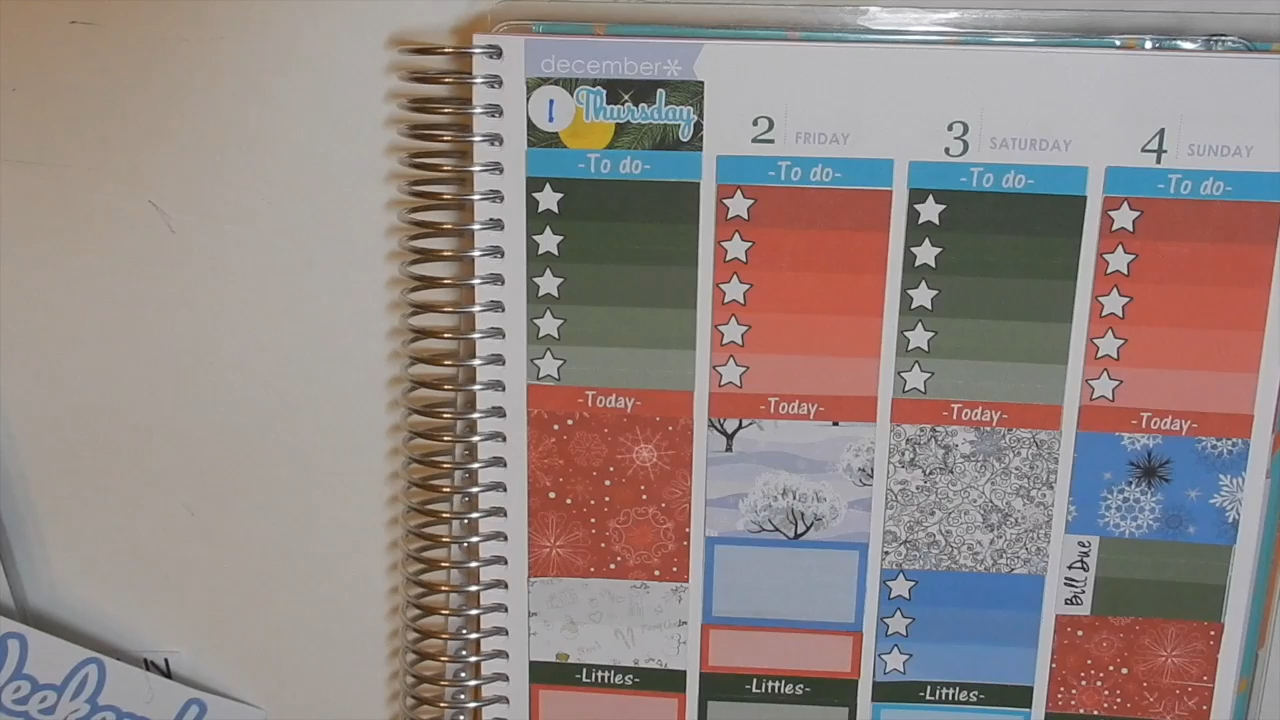 december*
1 Thursday
2 FRIDAY
3 SATURDAY
4 SUNDAY
-To do-
-To do-
-To do-
-To do-
-Today-
-Today-
-Today-
-Today-
Bill Due
-Littles-
-Littles-
-Littles-